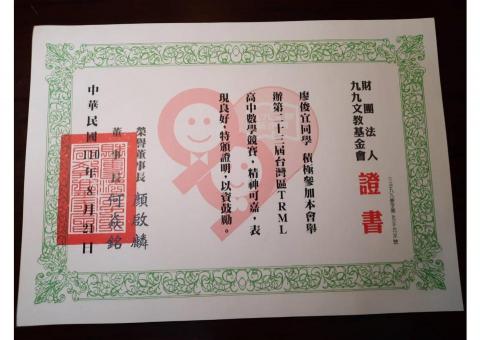 財團法人
九九文教基金會
證書
廖俊宜同學 積極參加本會舉
辦第二十三屆台灣區TRML
高中數學競賽，精神可嘉，表
現良好，特頒證明，以資鼓勵。
榮譽董事長 顏啟麟
董事長
中華民國110年8月21日